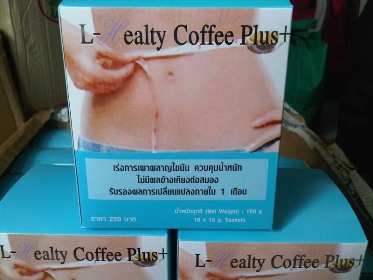 L-Healty Coffee Plus+
เร่งการเผาผลาญไขมัน ควบคุมน้ำหนัก
ไม่มีผลข้างเคียงต่อสมอง
รับรองผลการเปลี่ยนแปลงภายใน 1 เดือน
น้ำหนักสุทธิ (Net Weight) : 150 g.
ราคา 250 บาท
10 x 15 g. Sachets
L-Healty Coffee Plus+
L-Healty Coffee Plus+